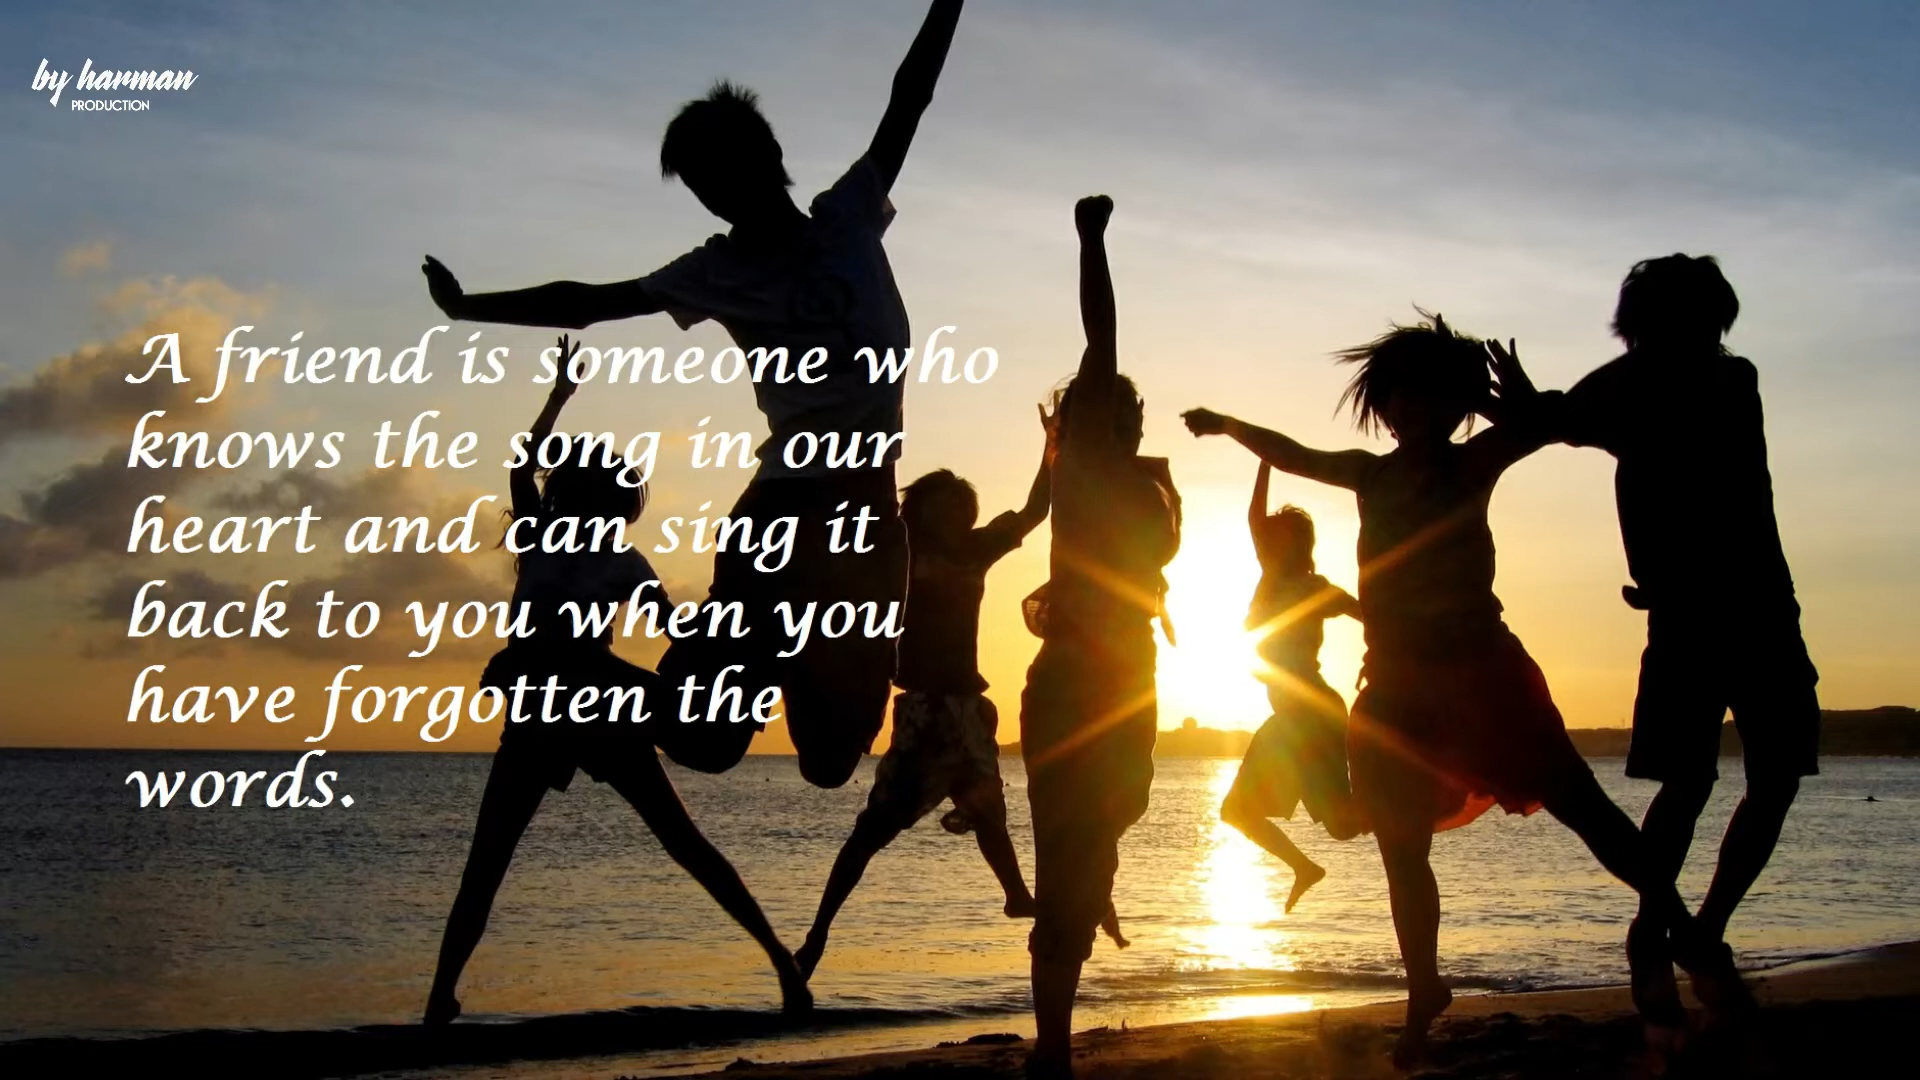 by harman
PRODUCTION
A friend is someone who
knows the song in our
heart and can sing it
back to you when you
have forgotten the
words.